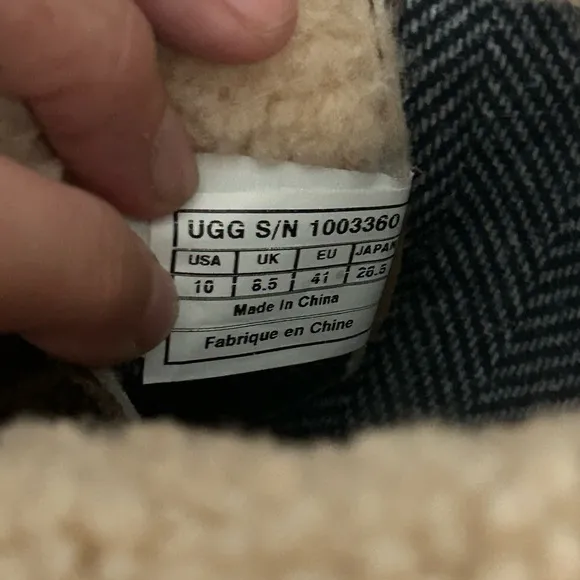 UGG S/N 1003360
USA UK EU JAPAN
10 8.5 41 26.5
Made in China
Fabrique en Chine